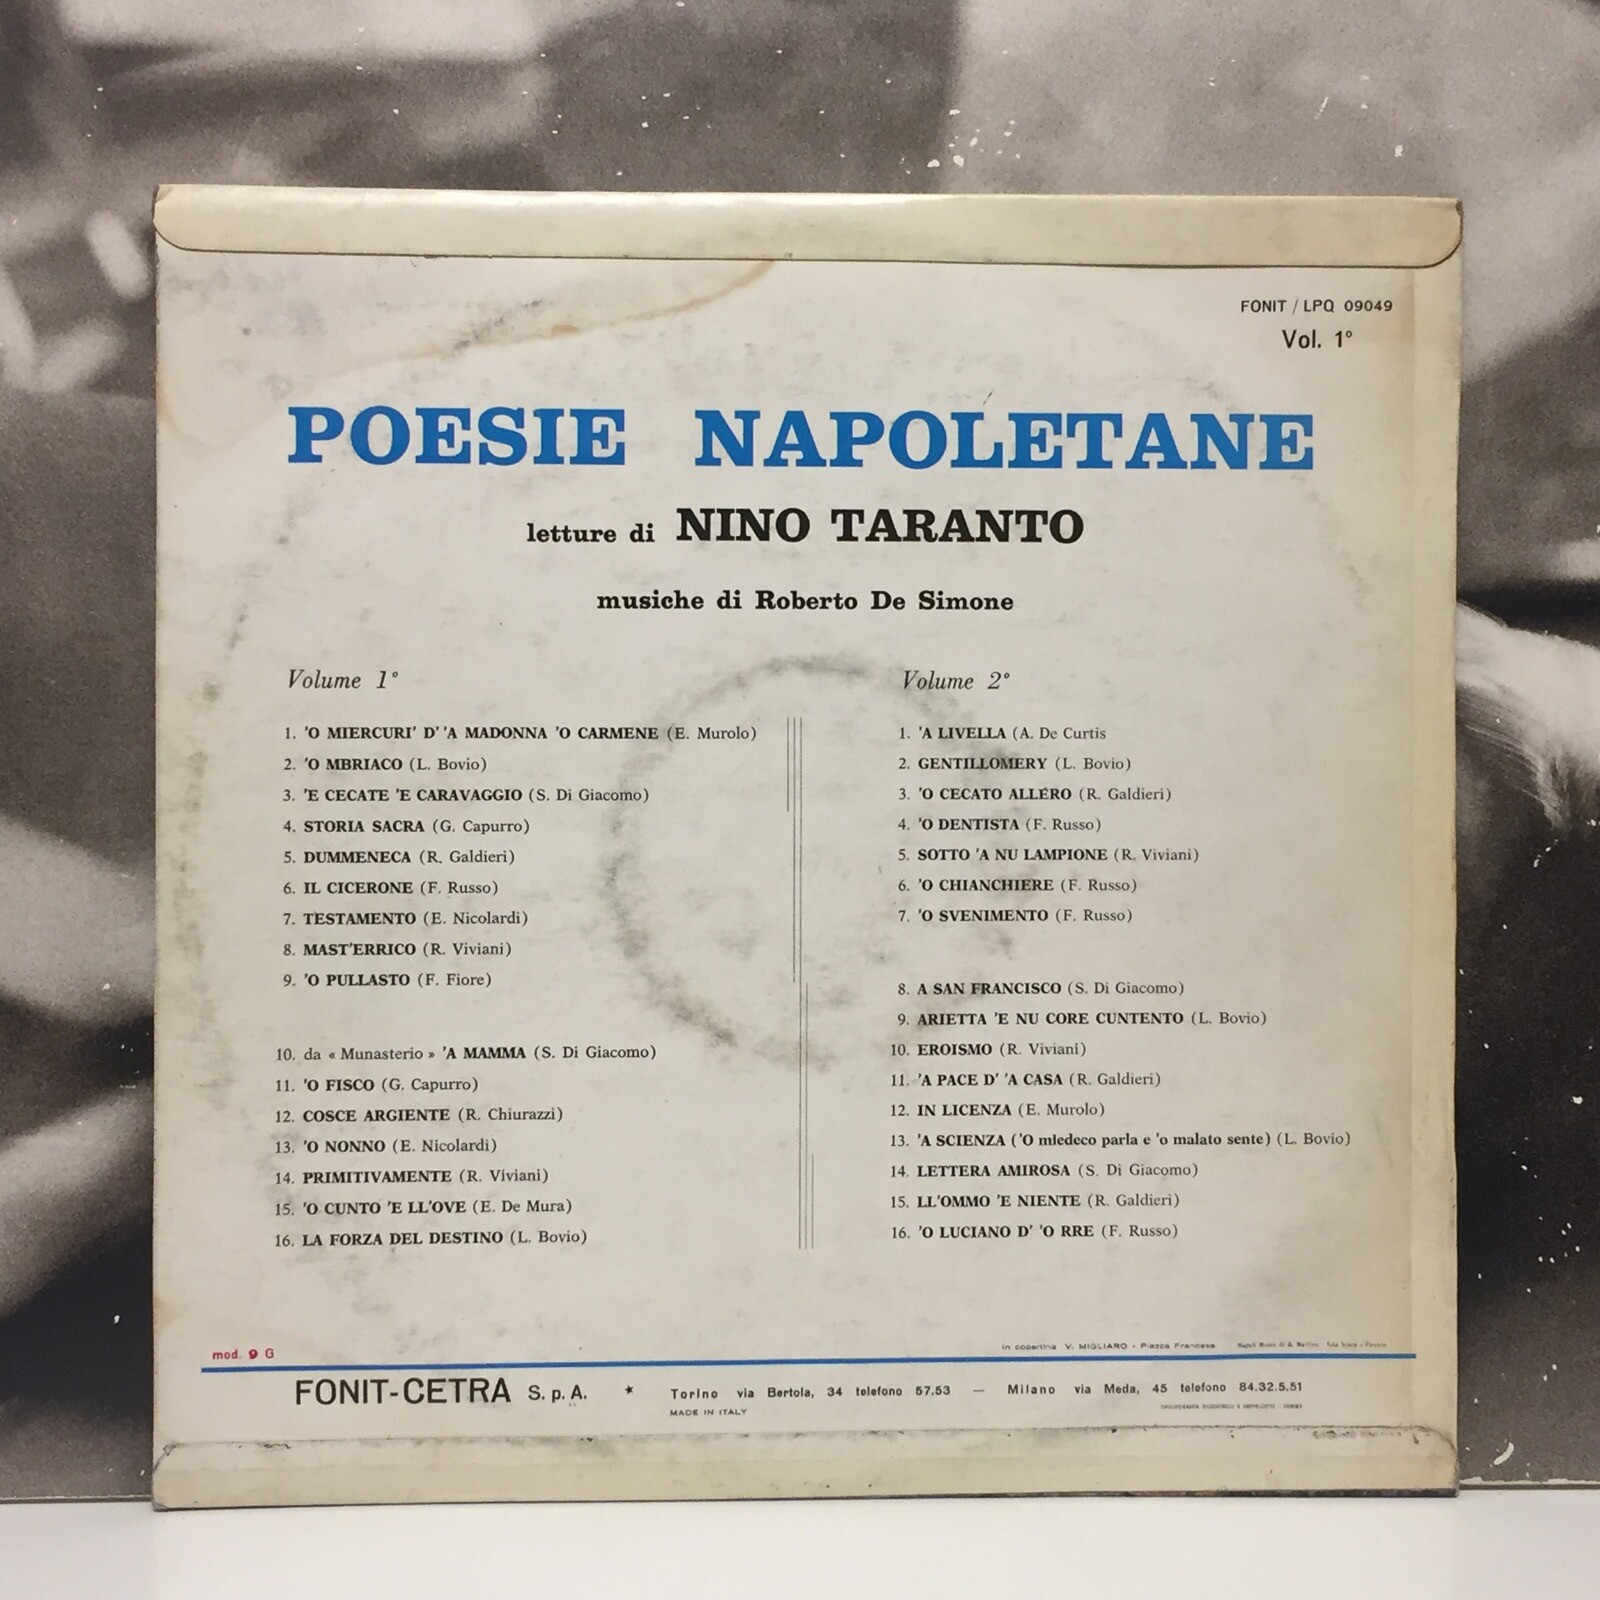 FONIT / LPQ 09049
Vol. 1°
POESIE NAPOLETANE
letture di NINO TARANTO
musiche di Roberto De Simone
Volume 1°
1. 'O MIERCURI' D' 'A MADONNA 'O CARMENE (E. Murolo)
2. 'O MBRIACO (L. Bovio)
3. 'E CECATE 'E CARAVAGGIO (S. Di Giacomo)
4. STORIA SACRA (G. Capurro)
5. DUMMENECA (R. Galdieri)
6. IL CICERONE (F. Russo)
7. TESTAMENTO (E. Nicolardi)
8. MAST'ERRICO (R. Viviani)
9. 'O PULLASTO (F. Fiore)
10. da « Munasterio » 'A MAMMA (S. Di Giacomo)
11. 'O FISCO (G. Capurro)
12. COSCE ARGIENTE (R. Chiurazzi)
13. 'O NONNO (E. Nicolardi)
14. PRIMITIVAMENTE (R. Viviani)
15. 'O CUNTO 'E LL'OVE (E. De Mura)
16. LA FORZA DEL DESTINO (L. Bovio)
Volume 2°
1. 'A LIVELLA (A. De Curtis
2. GENTILLOMERY (L. Bovio)
3. 'O CECATO ALLÉRO (R. Galdieri)
4. 'O DENTISTA (F. Russo)
5. SOTTO 'A NU LAMPIONE (R. Viviani)
6. 'O CHIANCHIERE (F. Russo)
7. 'O SVENIMENTO (F. Russo)
8. A SAN FRANCISCO (S. Di Giacomo)
9. ARIETTA 'E NU CORE CUNTENTO (L. Bovio)
10. EROISMO (R. Viviani)
11. 'A PACE D' 'A CASA (R. Galdieri)
12. IN LICENZA (E. Murolo)
13. 'A SCIENZA ('O miedeco parla e 'o malato sente) (L. Bovio)
14. LETTERA AMIROSA (S. Di Giacomo)
15. LL'OMMO 'E NIENTE (R. Galdieri)
16. 'O LUCIANO D' 'O RRE (F. Russo)
mod. 9 G
in copertina V. MIGLIARO - Piazza Francese
FONIT-CETRA S. p. A. * Torino via Bertola, 34 telefono 57.53 — Milano via Meda, 45 telefono 84.32.5.51
MADE IN ITALY